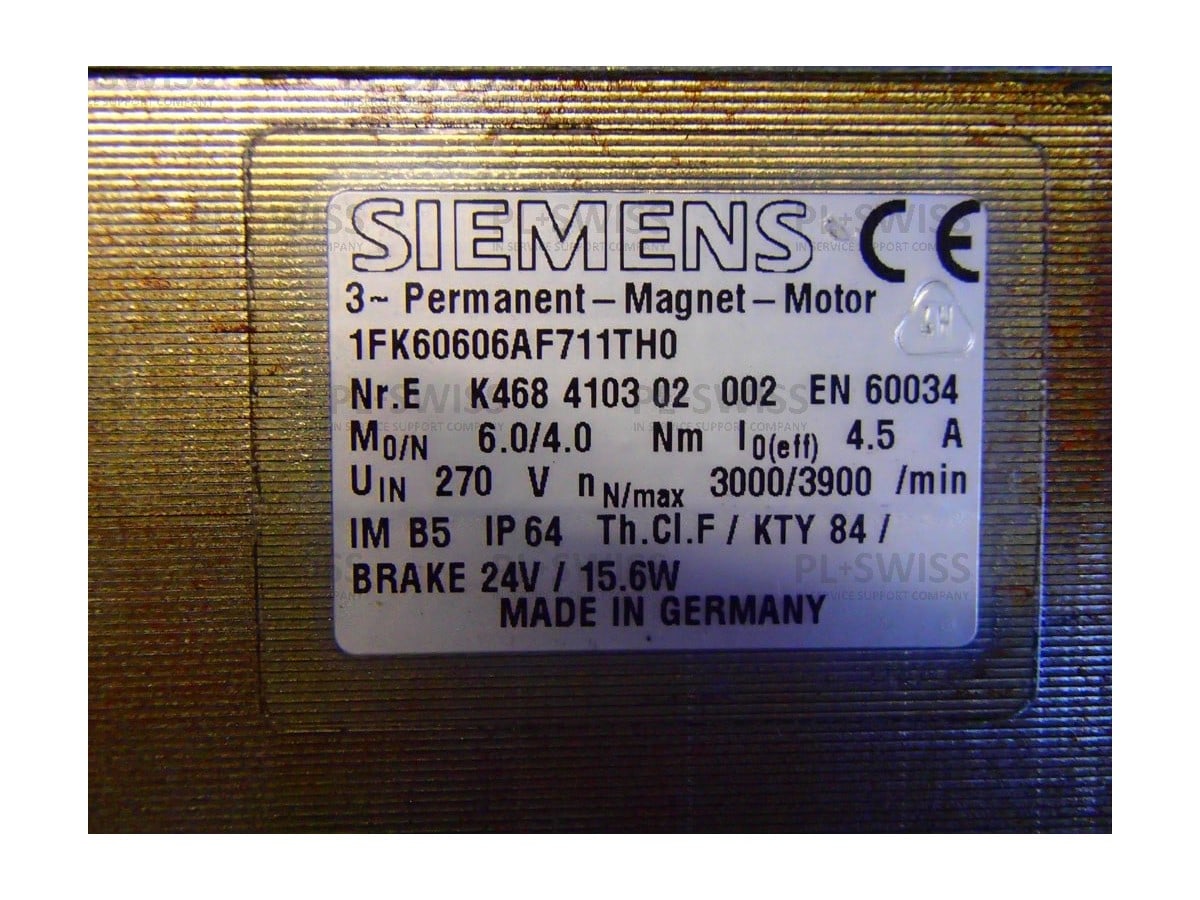 SIEMENS CE
3~ Permanent-Magnet-Motor
1FK60606AF711TH0
Nr.E K468 4103 02 002 EN 60034
M0/N 6.0/4.0 Nm I0(eff) 4.5 A
UIN 270 V nN/max 3000/3900 /min
IM B5 IP 64 Th.Cl.F / KTY 84 /
BRAKE 24V / 15.6W
MADE IN GERMANY
PL+SWISS
IN SERVICE SUPPORT COMPANY